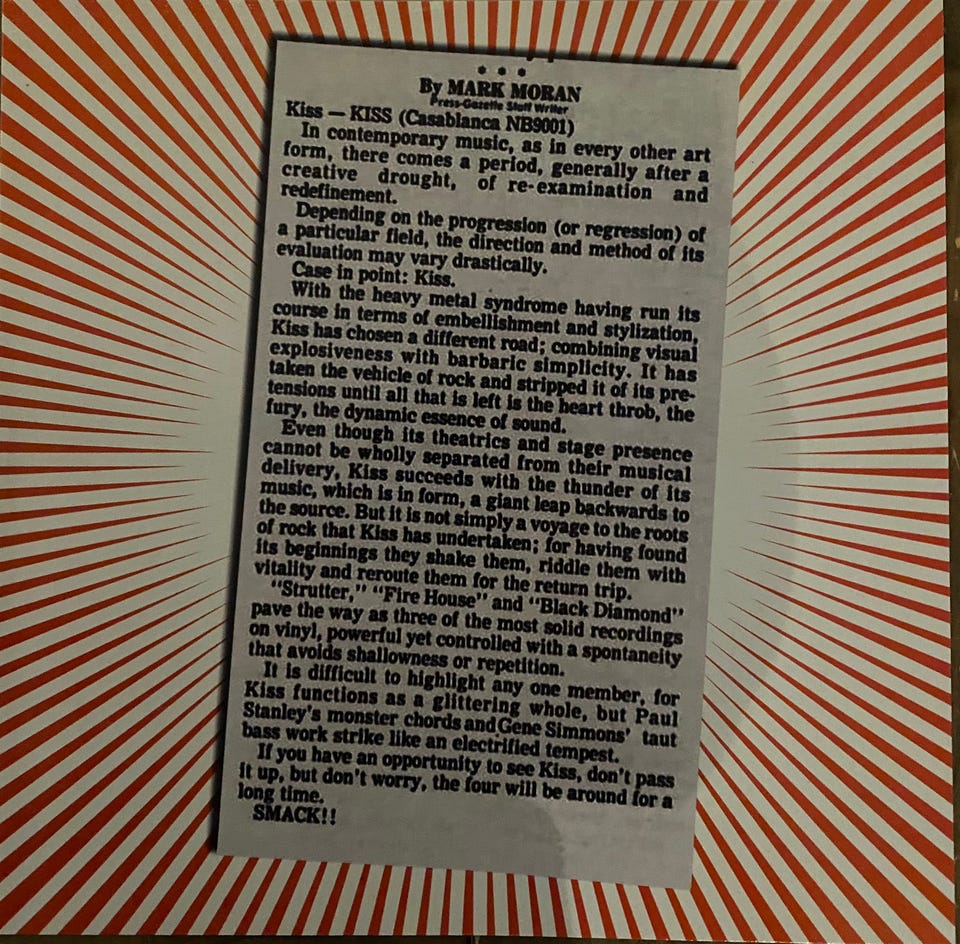 * * *
By MARK MORAN
Press-Gazette Staff Writer
Kiss — KISS (Casablanca NB9001)
In contemporary music, as in every other art
form, there comes a period, generally after a
creative drought, of re-examination and
redefinement.
Depending on the progression (or regression) of
a particular field, the direction and method of its
evaluation may vary drastically.
Case in point: Kiss.
With the heavy metal syndrome having run its
course in terms of embellishment and stylization,
Kiss has chosen a different road; combining visual
explosiveness with barbaric simplicity. It has
taken the vehicle of rock and stripped it of its pre-
tensions until all that is left is the heart throb, the
fury, the dynamic essence of sound.
Even though its theatrics and stage presence
cannot be wholly separated from their musical
delivery, Kiss succeeds with the thunder of its
music, which is in form, a giant leap backwards to
the source. But it is not simply a voyage to the roots
of rock that Kiss has undertaken; for having found
its beginnings they shake them, riddle them with
vitality and reroute them for the return trip.
"Strutter," "Fire House" and "Black Diamond"
pave the way as three of the most solid recordings
on vinyl, powerful yet controlled with a spontaneity
that avoids shallowness or repetition.
It is difficult to highlight any one member, for
Kiss functions as a glittering whole, but Paul
Stanley's monster chords and Gene Simmons' taut
bass work strike like an electrified tempest.
If you have an opportunity to see Kiss, don't pass
it up, but don't worry, the four will be around for a
long time.
SMACK!!